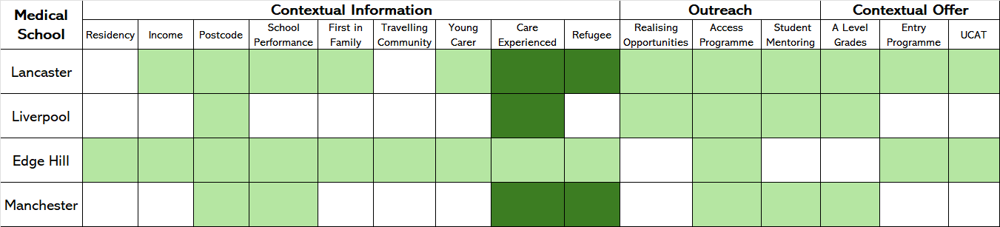 Medical School
Contextual Information
Outreach
Contextual Offer
Residency
Income
Postcode
School Performance
First in Family
Travelling Community
Young Carer
Care Experienced
Refugee
Realising Opportunities
Access Programme
Student Mentoring
A Level Grades
Entry Programme
UCAT
Lancaster
Liverpool
Edge Hill
Manchester